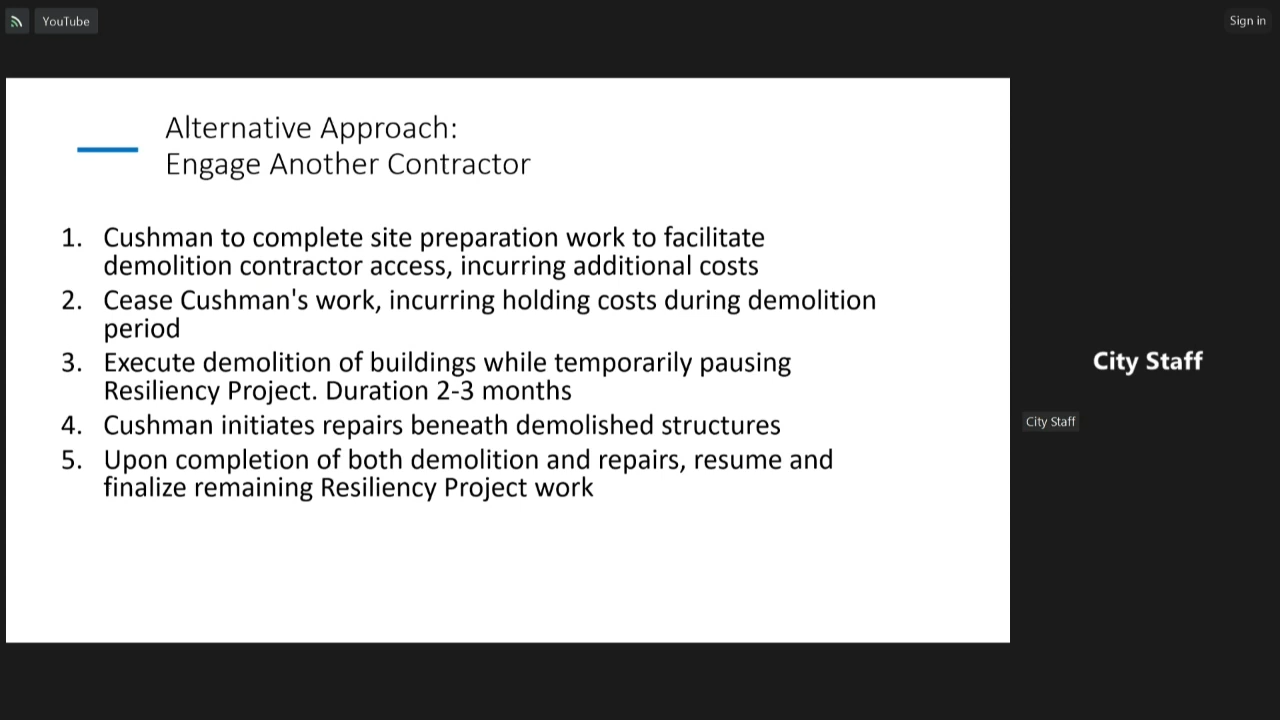 YouTube
Sign in
Alternative Approach:
Engage Another Contractor
1. Cushman to complete site preparation work to facilitate
demolition contractor access, incurring additional costs
2. Cease Cushman's work, incurring holding costs during demolition
period
3. Execute demolition of buildings while temporarily pausing
Resiliency Project. Duration 2-3 months
4. Cushman initiates repairs beneath demolished structures
5. Upon completion of both demolition and repairs, resume and
finalize remaining Resiliency Project work
City Staff
City Staff